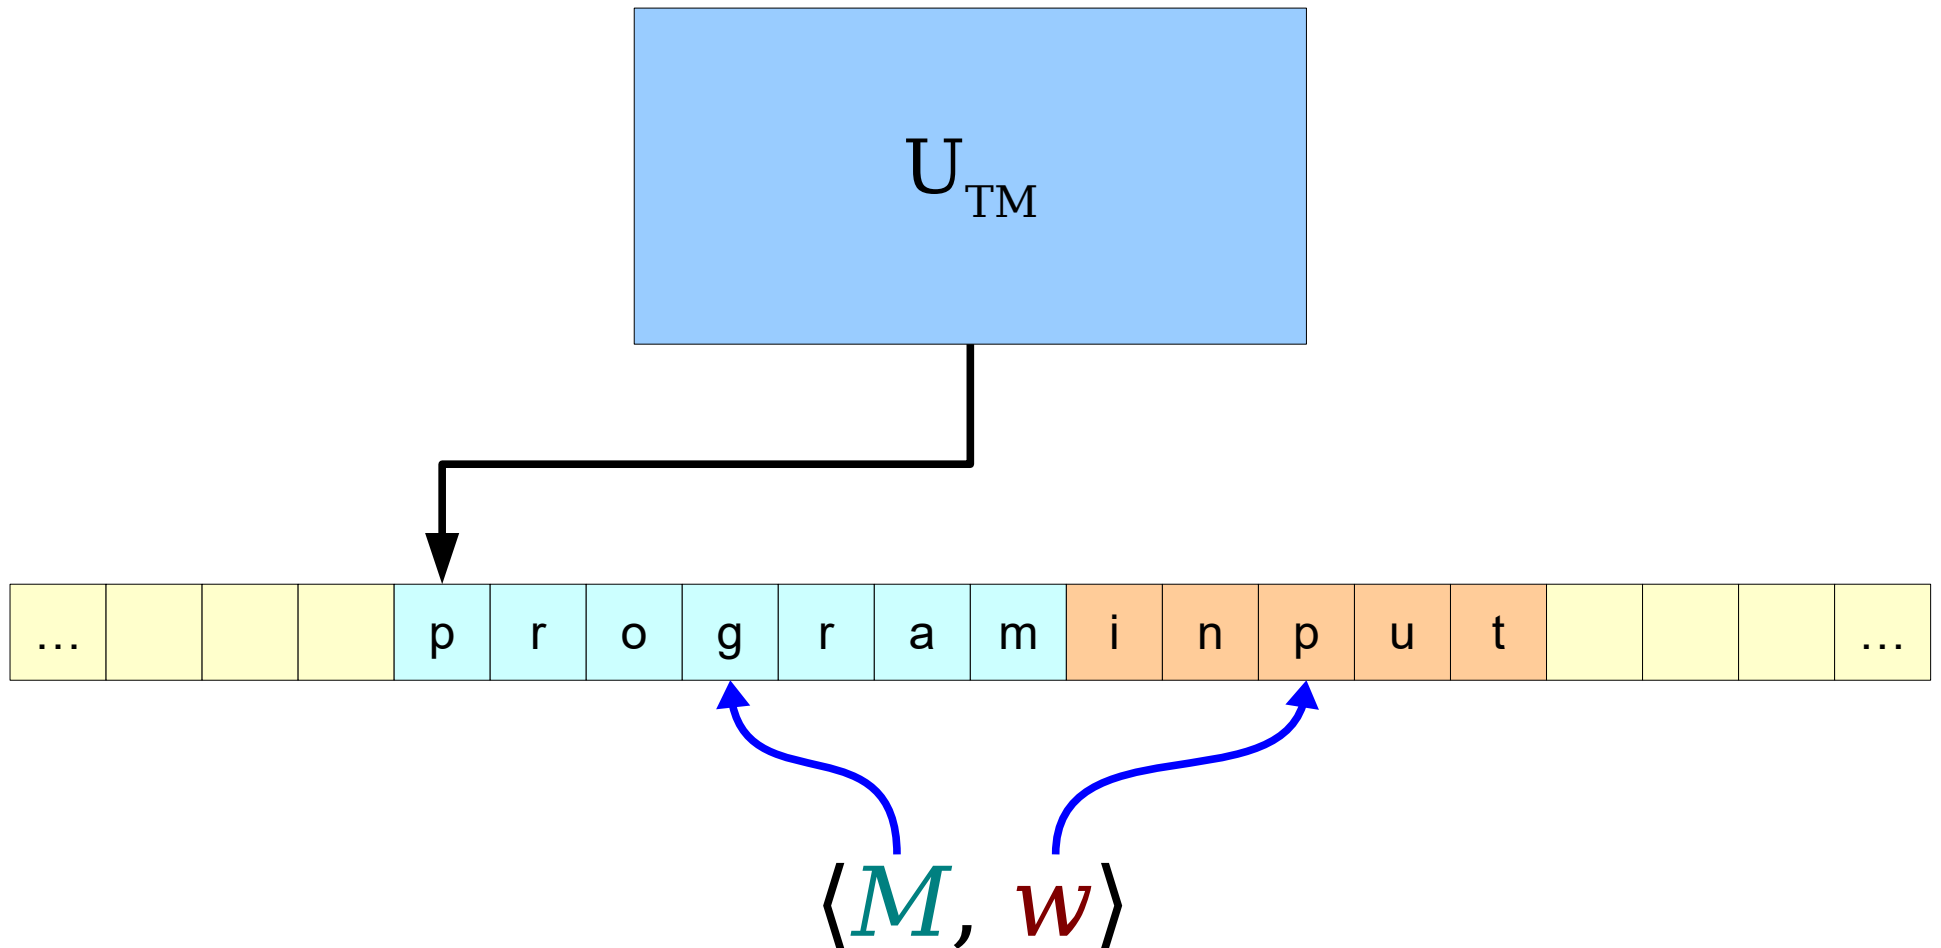 U_TM
… p r o g r a m i n p u t …
⟨M, w⟩